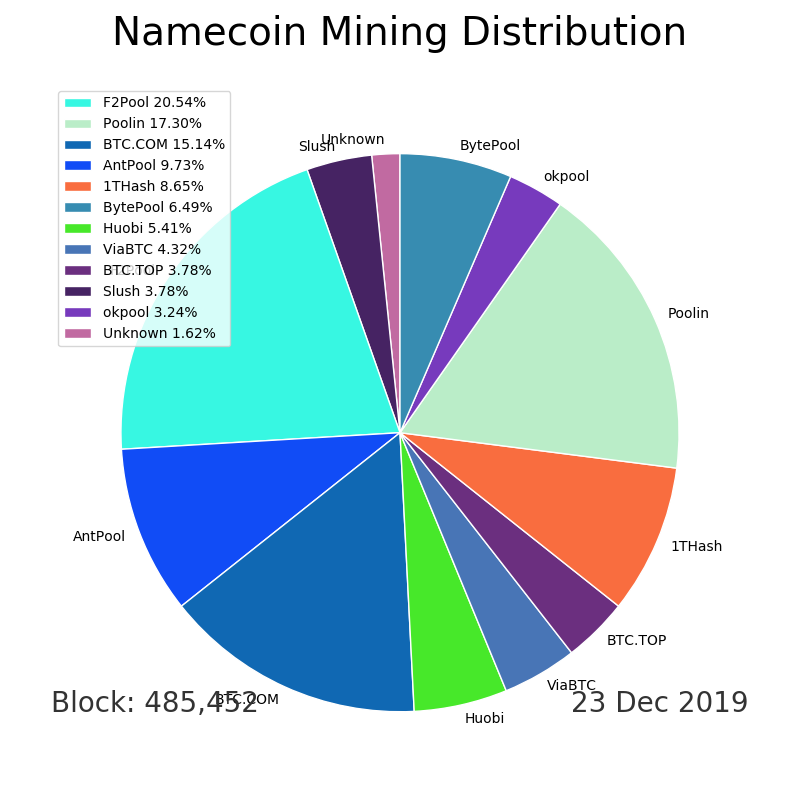 Namecoin Mining Distribution
F2Pool 20.54%
Poolin 17.30%
BTC.COM 15.14%
AntPool 9.73%
1THash 8.65%
BytePool 6.49%
Huobi 5.41%
ViaBTC 4.32%
BTC.TOP 3.78%
Slush 3.78%
okpool 3.24%
Unknown 1.62%
Unknown
Slush
BytePool
okpool
Poolin
1THash
BTC.TOP
ViaBTC
Huobi
BTC.COM
AntPool
Block: 485,452
23 Dec 2019